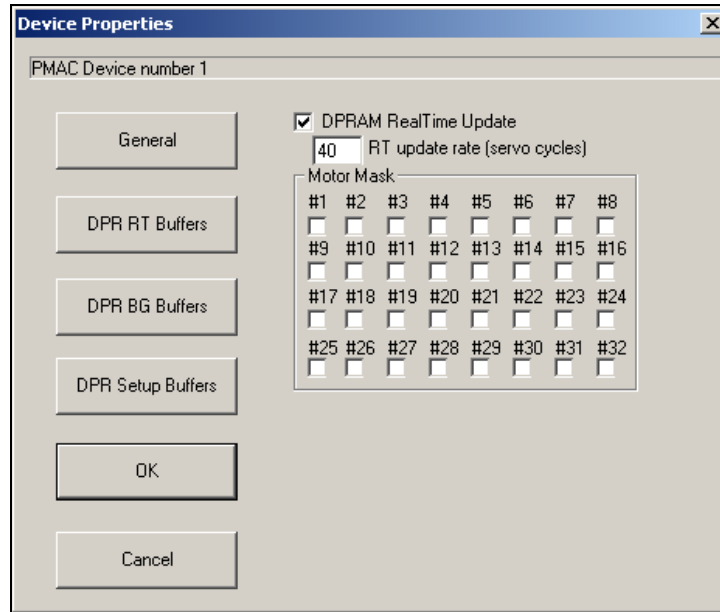 Device Properties
PMAC Device number 1
General
DPR RT Buffers
DPR BG Buffers
DPR Setup Buffers
OK
Cancel
DPRAM RealTime Update
40 RT update rate (servo cycles)
Motor Mask
#1 #2 #3 #4 #5 #6 #7 #8
#9 #10 #11 #12 #13 #14 #15 #16
#17 #18 #19 #20 #21 #22 #23 #24
#25 #26 #27 #28 #29 #30 #31 #32